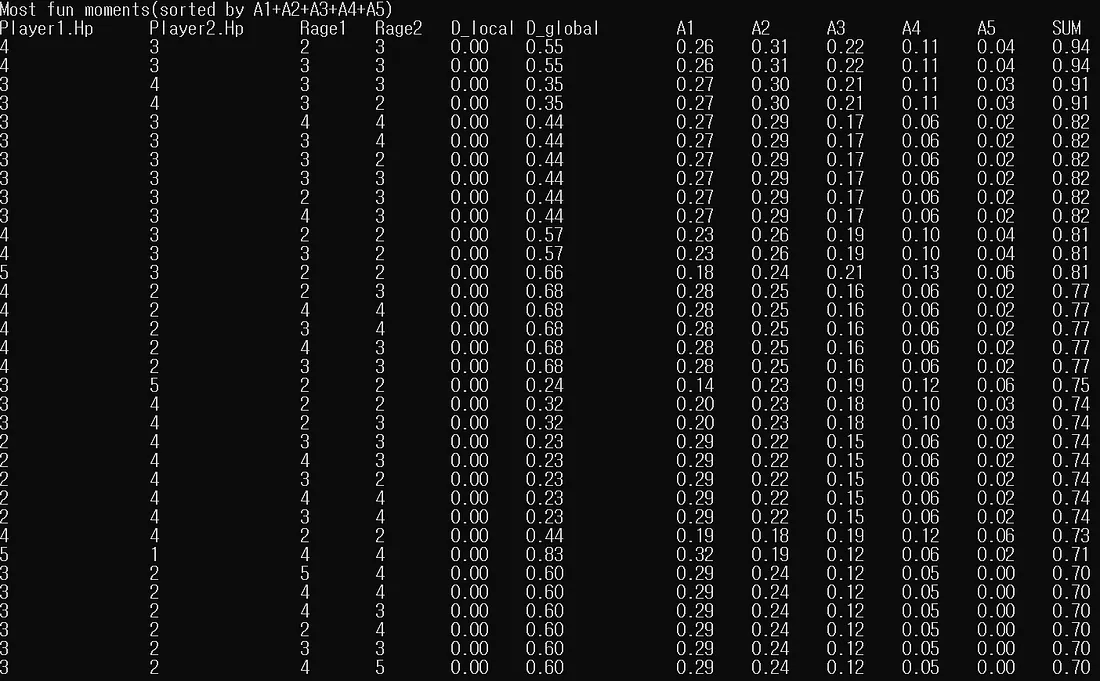 Most fun moments(sorted by A1+A2+A3+A4+A5)
Player1.Hp Player2.Hp Rage1 Rage2 D_local D_global A1 A2 A3 A4 A5 SUM
4 3 2 3 0.00 0.55 0.26 0.31 0.22 0.11 0.04 0.94
4 3 3 3 0.00 0.55 0.26 0.31 0.22 0.11 0.04 0.94
3 4 3 3 0.00 0.35 0.27 0.30 0.21 0.11 0.03 0.91
3 4 3 2 0.00 0.35 0.27 0.30 0.21 0.11 0.03 0.91
3 3 4 4 0.00 0.44 0.27 0.29 0.17 0.06 0.02 0.82
3 3 3 4 0.00 0.44 0.27 0.29 0.17 0.06 0.02 0.82
3 3 3 2 0.00 0.44 0.27 0.29 0.17 0.06 0.02 0.82
3 3 3 3 0.00 0.44 0.27 0.29 0.17 0.06 0.02 0.82
3 3 2 3 0.00 0.44 0.27 0.29 0.17 0.06 0.02 0.82
3 3 4 3 0.00 0.44 0.27 0.29 0.17 0.06 0.02 0.82
4 3 2 2 0.00 0.57 0.23 0.26 0.19 0.10 0.04 0.81
4 3 3 2 0.00 0.57 0.23 0.26 0.19 0.10 0.04 0.81
5 3 2 2 0.00 0.66 0.18 0.24 0.21 0.13 0.06 0.81
4 2 2 3 0.00 0.68 0.28 0.25 0.16 0.06 0.02 0.77
4 2 4 4 0.00 0.68 0.28 0.25 0.16 0.06 0.02 0.77
4 2 3 4 0.00 0.68 0.28 0.25 0.16 0.06 0.02 0.77
4 2 4 3 0.00 0.68 0.28 0.25 0.16 0.06 0.02 0.77
4 2 3 3 0.00 0.68 0.28 0.25 0.16 0.06 0.02 0.77
3 5 2 2 0.00 0.24 0.14 0.23 0.19 0.12 0.06 0.75
3 4 2 2 0.00 0.32 0.20 0.23 0.18 0.10 0.03 0.74
3 4 2 3 0.00 0.32 0.20 0.23 0.18 0.10 0.03 0.74
2 4 3 3 0.00 0.23 0.29 0.22 0.15 0.06 0.02 0.74
2 4 4 3 0.00 0.23 0.29 0.22 0.15 0.06 0.02 0.74
2 4 3 2 0.00 0.23 0.29 0.22 0.15 0.06 0.02 0.74
2 4 4 4 0.00 0.23 0.29 0.22 0.15 0.06 0.02 0.74
2 4 3 4 0.00 0.23 0.29 0.22 0.15 0.06 0.02 0.74
4 4 2 2 0.00 0.44 0.19 0.18 0.19 0.12 0.06 0.73
5 1 4 4 0.00 0.83 0.32 0.19 0.12 0.06 0.02 0.71
3 2 5 4 0.00 0.60 0.29 0.24 0.12 0.05 0.00 0.70
3 2 4 4 0.00 0.60 0.29 0.24 0.12 0.05 0.00 0.70
3 2 4 3 0.00 0.60 0.29 0.24 0.12 0.05 0.00 0.70
3 2 2 4 0.00 0.60 0.29 0.24 0.12 0.05 0.00 0.70
3 2 3 3 0.00 0.60 0.29 0.24 0.12 0.05 0.00 0.70
3 2 4 5 0.00 0.60 0.29 0.24 0.12 0.05 0.00 0.70